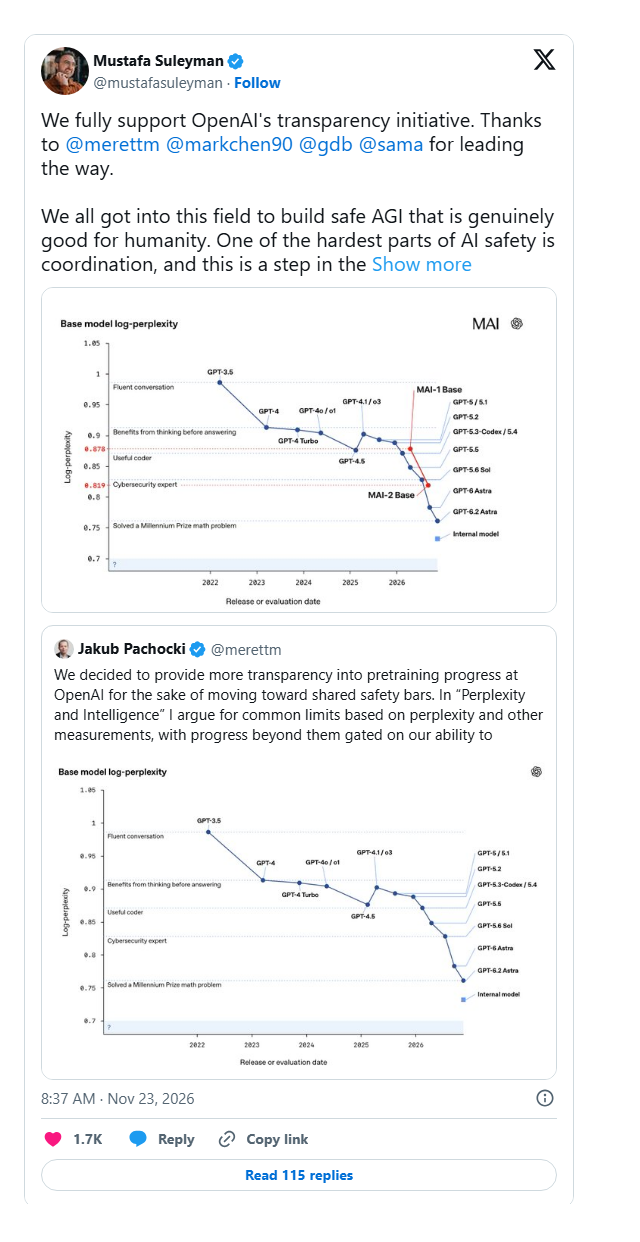 Mustafa Suleyman
@mustafasuleyman · Follow
We fully support OpenAI's transparency initiative. Thanks
to @merettm @markchen90 @gdb @sama for leading
the way.
We all got into this field to build safe AGI that is genuinely
good for humanity. One of the hardest parts of AI safety is
coordination, and this is a step in the Show more
Base model log-perplexity
MAI
1.05
1
0.95
0.9
0.878
0.85
0.819
0.8
0.75
0.7
Log-perplexity
Fluent conversation
Benefits from thinking before answering
Useful coder
Cybersecurity expert
Solved a Millennium Prize math problem
?
GPT-3.5
GPT-4
GPT-4 Turbo
GPT-4o / o1
GPT-4.5
GPT-4.1 / o3
MAI-1 Base
MAI-2 Base
GPT-5 / 5.1
GPT-5.2
GPT-5.3-Codex / 5.4
GPT-5.5
GPT-5.6 Sol
GPT-6 Astra
GPT-6.2 Astra
Internal model
2022 2023 2024 2025 2026
Release or evaluation date
Jakub Pachocki @merettm
We decided to provide more transparency into pretraining progress at
OpenAI for the sake of moving toward shared safety bars. In “Perplexity
and Intelligence” I argue for common limits based on perplexity and other
measurements, with progress beyond them gated on our ability to
Base model log-perplexity
1.05
1
0.95
0.9
0.85
0.8
0.75
0.7
Log-perplexity
Fluent conversation
Benefits from thinking before answering
Useful coder
Cybersecurity expert
Solved a Millennium Prize math problem
?
GPT-3.5
GPT-4
GPT-4 Turbo
GPT-4o / o1
GPT-4.5
GPT-4.1 / o3
GPT-5 / 5.1
GPT-5.2
GPT-5.3-Codex / 5.4
GPT-5.5
GPT-5.6 Sol
GPT-6 Astra
GPT-6.2 Astra
Internal model
2022 2023 2024 2025 2026
Release or evaluation date
8:37 AM · Nov 23, 2026
1.7K Reply Copy link
Read 115 replies